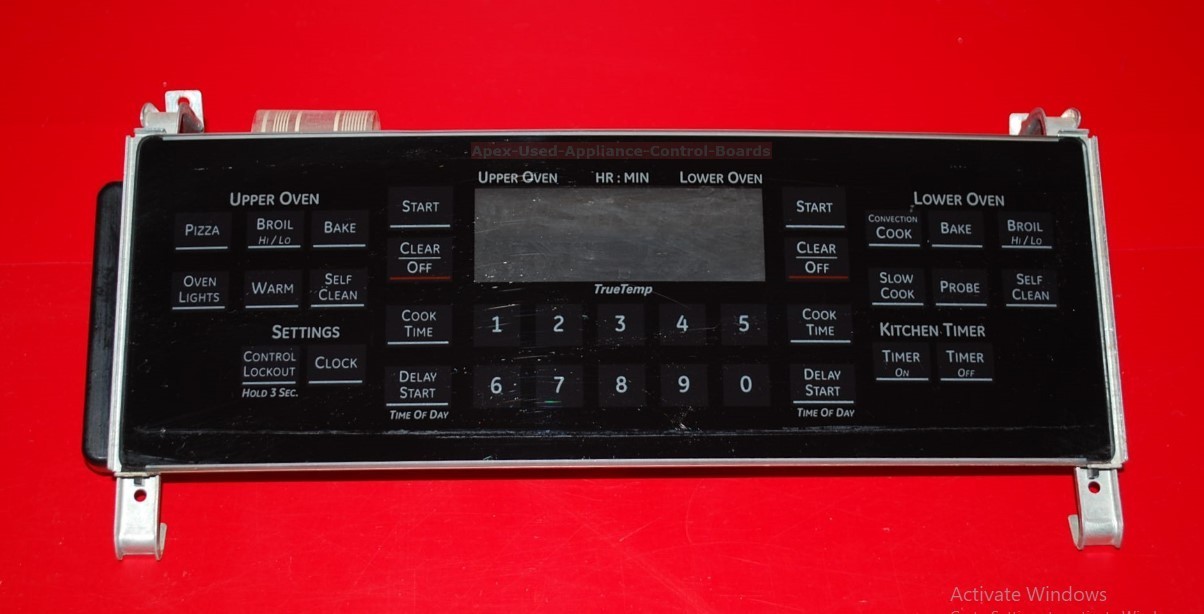 Apex-Used-Appliance-Control-Boards
UPPER OVEN HR : MIN LOWER OVEN
UPPER OVEN
PIZZA
BROIL
HI / LO
BAKE
OVEN
LIGHTS
WARM
SELF
CLEAN
SETTINGS
CONTROL
LOCKOUT
HOLD 3 SEC.
CLOCK
START
CLEAR
OFF
COOK
TIME
DELAY
START
TIME OF DAY
TrueTemp
1 2 3 4 5
6 7 8 9 0
START
CLEAR
OFF
COOK
TIME
DELAY
START
TIME OF DAY
LOWER OVEN
CONVECTION
COOK
BAKE
BROIL
HI / LO
SLOW
COOK
PROBE
SELF
CLEAN
KITCHEN TIMER
TIMER
ON
TIMER
OFF
Activate Windows